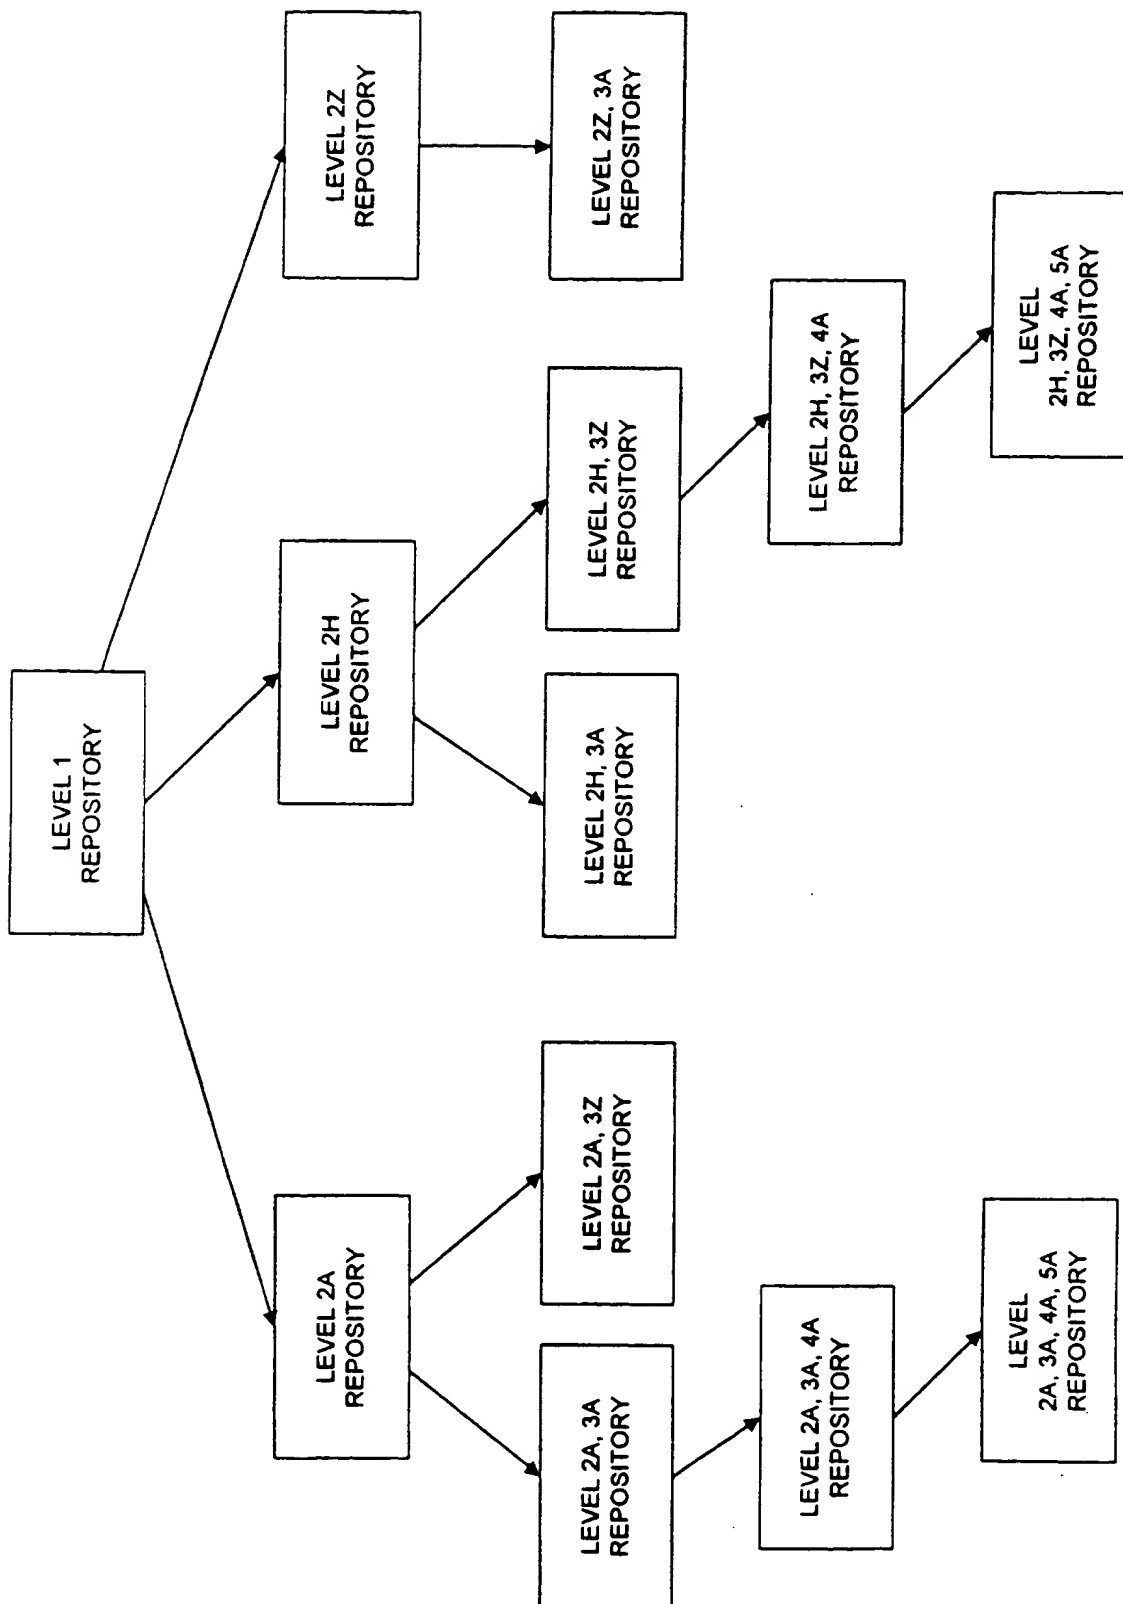 LEVEL 1
REPOSITORY
LEVEL 2A
REPOSITORY
LEVEL 2H
REPOSITORY
LEVEL 2Z
REPOSITORY
LEVEL 2A, 3A
REPOSITORY
LEVEL 2A, 3Z
REPOSITORY
LEVEL 2H, 3A
REPOSITORY
LEVEL 2H, 3Z
REPOSITORY
LEVEL 2Z, 3A
REPOSITORY
LEVEL 2A, 3A, 4A
REPOSITORY
LEVEL 2H, 3Z, 4A
REPOSITORY
LEVEL
2A, 3A, 4A, 5A
REPOSITORY
LEVEL
2H, 3Z, 4A, 5A
REPOSITORY